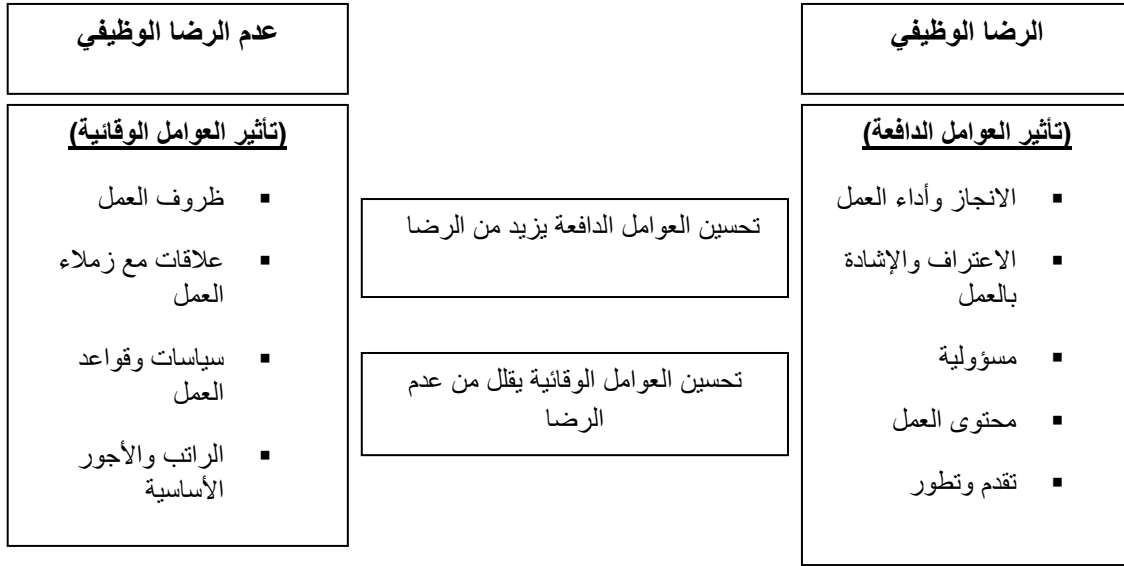 الرضا الوظيفي
(تأثير العوامل الدافعة)
▪ الانجاز وأداء العمل
▪ الاعتراف والإشادة
بالعمل
▪ مسؤولية
▪ محتوى العمل
▪ تقدم وتطور
تحسين العوامل الدافعة يزيد من الرضا
تحسين العوامل الوقائية يقلل من عدم
الرضا
عدم الرضا الوظيفي
(تأثير العوامل الوقائية)
▪ ظروف العمل
▪ علاقات مع زملاء
العمل
▪ سياسات وقواعد
العمل
▪ الراتب والأجور
الأساسية